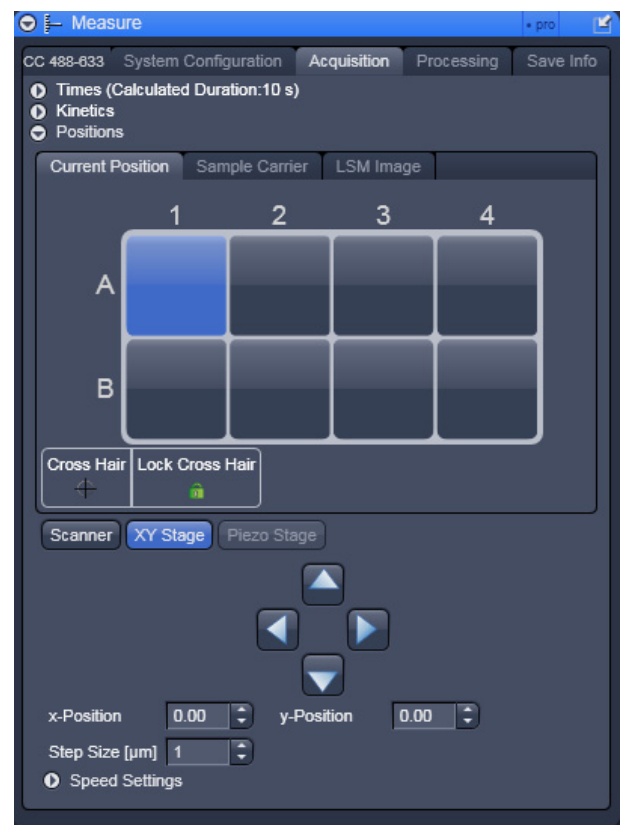 Measure • pro
CC 488-633 System Configuration Acquisition Processing Save Info
Times (Calculated Duration:10 s)
Kinetics
Positions
Current Position Sample Carrier LSM Image
1 2 3 4
A
B
Cross Hair Lock Cross Hair
Scanner XY Stage Piezo Stage
x-Position 0.00 y-Position 0.00
Step Size [µm] 1
Speed Settings